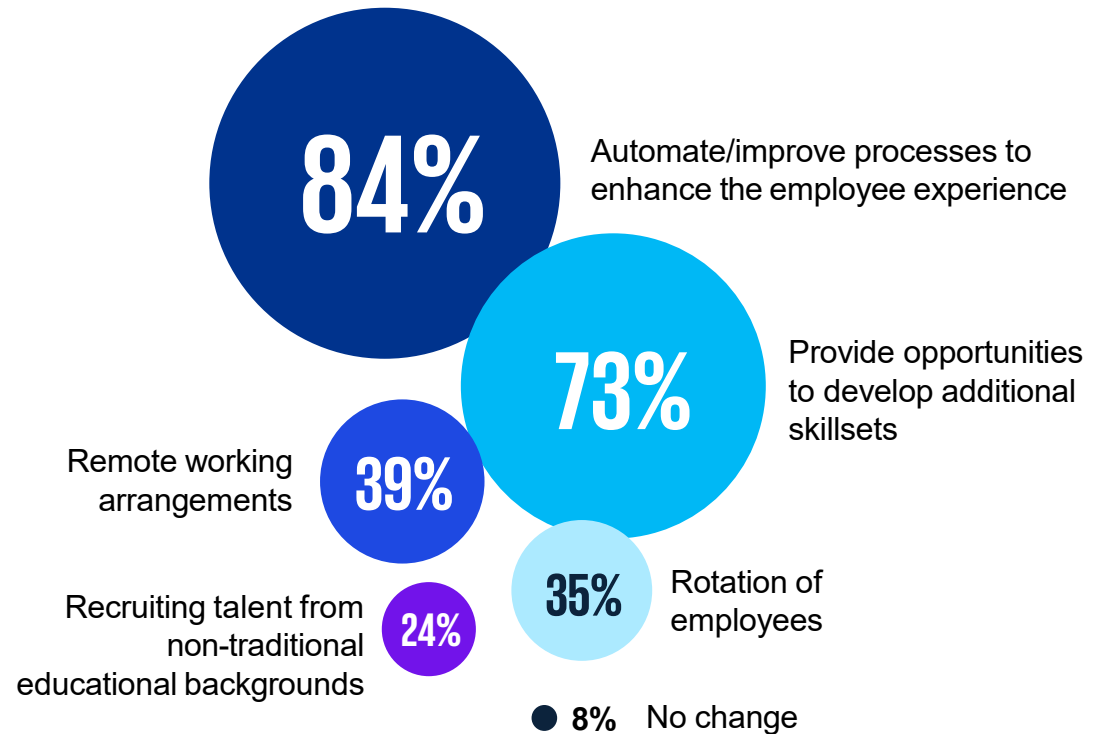 84%
Automate/improve processes to
enhance the employee experience
73%
Provide opportunities
to develop additional
skillsets
Remote working
arrangements
39%
35%
Rotation of
employees
Recruiting talent from
non-traditional
educational backgrounds
24%
8%
No change